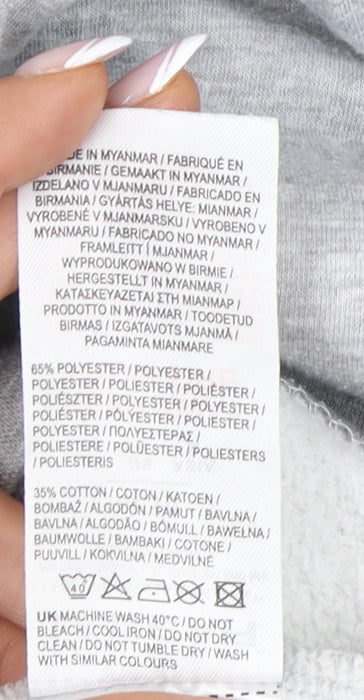 IN MYANMAR / FABRIQUÉ EN
BIRMANIE / GEMAAKT IN MYANMAR /
IZDELANO V MJANMARU / FABRICADO EN
BIRMANIA / GYÁRTÁS HELYE: MIANMAR /
VYROBENÉ V MJANMARSKU / VYROBENO V
MYANMARU / FABRICADO NO MYANMAR /
FRAMLEITT Í MJANMAR /
WYPRODUKOWANO W BIRMIE /
HERGESTELLT IN MYANMAR /
ΚΑΤΑΣΚΕΥΑΖΕΤΑΙ ΣΤΗ ΜΙΑΝΜΑΡ /
PRODOTTO IN MYANMAR / TOODETUD
BIRMAS / IZGATAVOTS MJANMĀ /
PAGAMINTA MIANMARE
65% POLYESTER / POLYESTER /
POLYESTER / POLIESTER / POLIÉSTER /
POLIÉSZTER / POLYESTER / POLYESTER /
POLIÉSTER / PÓLÝESTER / POLIESTER /
POLYESTER / ΠΟΛΥΕΣΤΕΡΑΣ /
POLIESTERE / POLÜESTER / POLIESTERS
/ POLIESTERIS
35% COTTON / COTON / KATOEN /
BOMBAŽ / ALGODÓN / PAMUT / BAVLNA /
BAVLNA / ALGODÃO / BÓMULL / BAWEŁNA /
BAUMWOLLE / ΒΑΜΒΑΚΙ / COTONE /
PUUVILL / KOKVILNA / MEDVILNĖ
40
UK MACHINE WASH 40°C / DO NOT
BLEACH / COOL IRON / DO NOT DRY
CLEAN / DO NOT TUMBLE DRY / WASH
WITH SIMILAR COLOURS